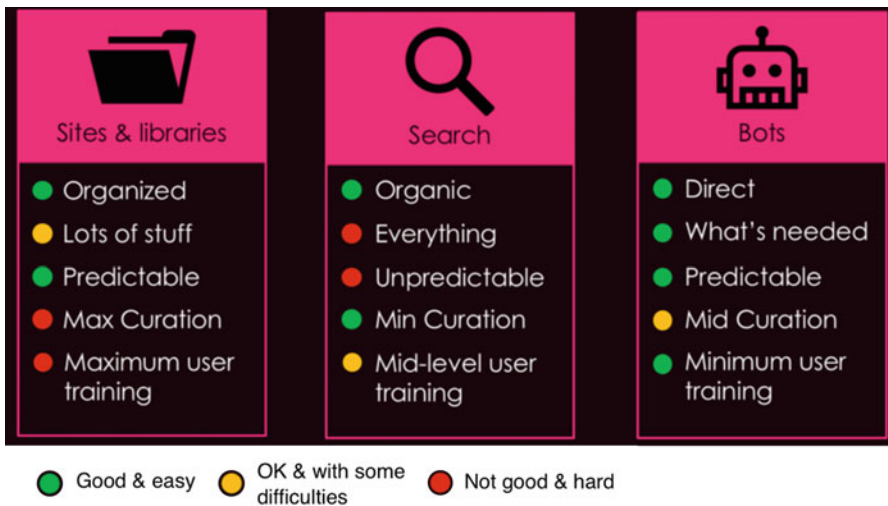 Sites & libraries
Organized
Lots of stuff
Predictable
Max Curation
Maximum user
training
Search
Organic
Everything
Unpredictable
Min Curation
Mid-level user
training
Bots
Direct
What's needed
Predictable
Mid Curation
Minimum user
training
Good & easy
OK & with some
difficulties
Not good & hard